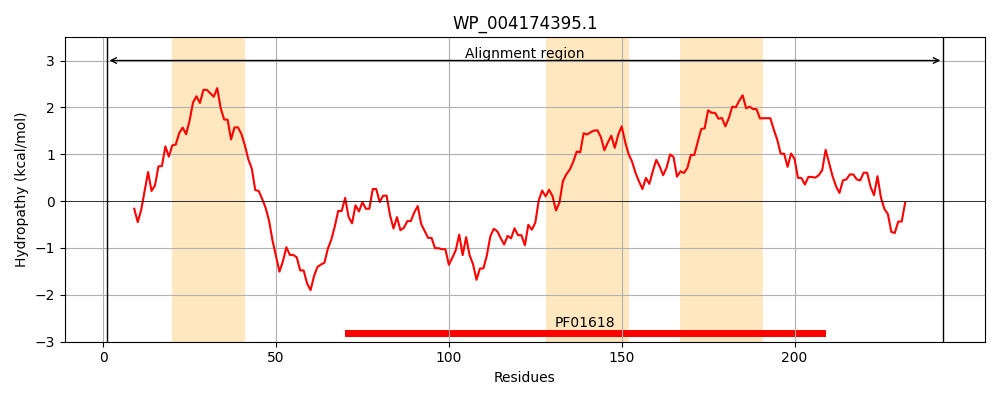 WP_004174395.1
Hydropathy (kcal/mol)
3
2
1
0
−1
−2
−3
Alignment region
PF01618
0
50
100
150
200
Residues